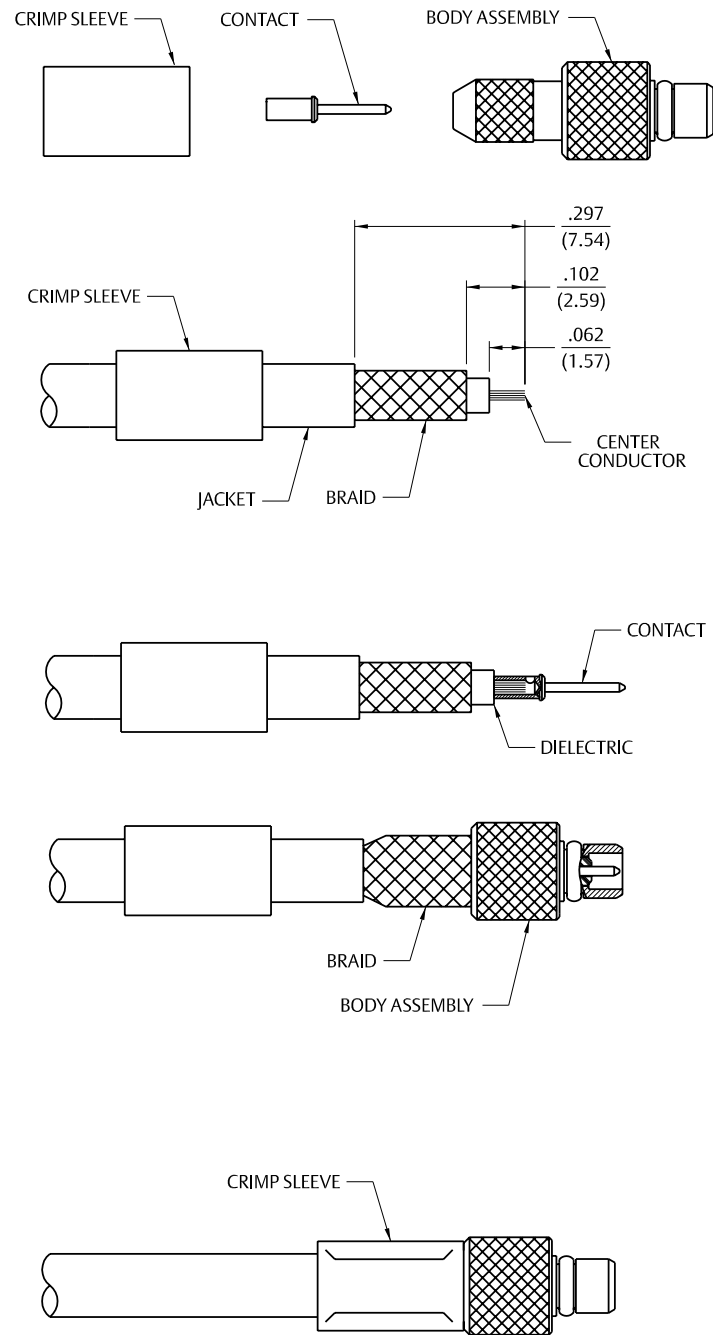 CRIMP SLEEVE
CONTACT
BODY ASSEMBLY
.297
(7.54)
.102
(2.59)
.062
(1.57)
CRIMP SLEEVE
CENTER
CONDUCTOR
JACKET
BRAID
CONTACT
DIELECTRIC
BRAID
BODY ASSEMBLY
CRIMP SLEEVE